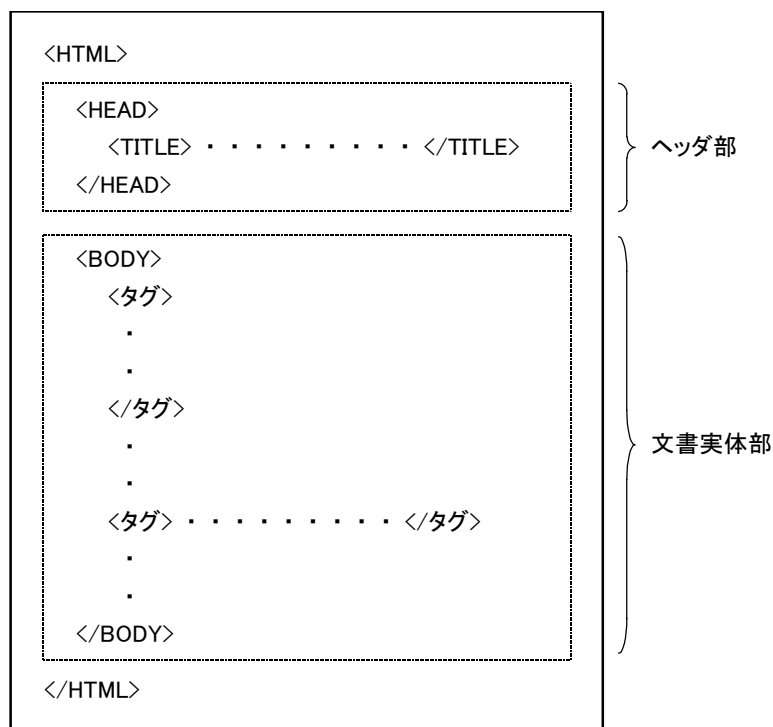 <HTML>
<HEAD>
<TITLE> ・・・・・・・・・ </TITLE>
</HEAD>
ヘッダ部
<BODY>
<タグ>
・
・
</タグ>
・
・
<タグ> ・・・・・・・・・ </タグ>
・
・
</BODY>
文書実体部
</HTML>